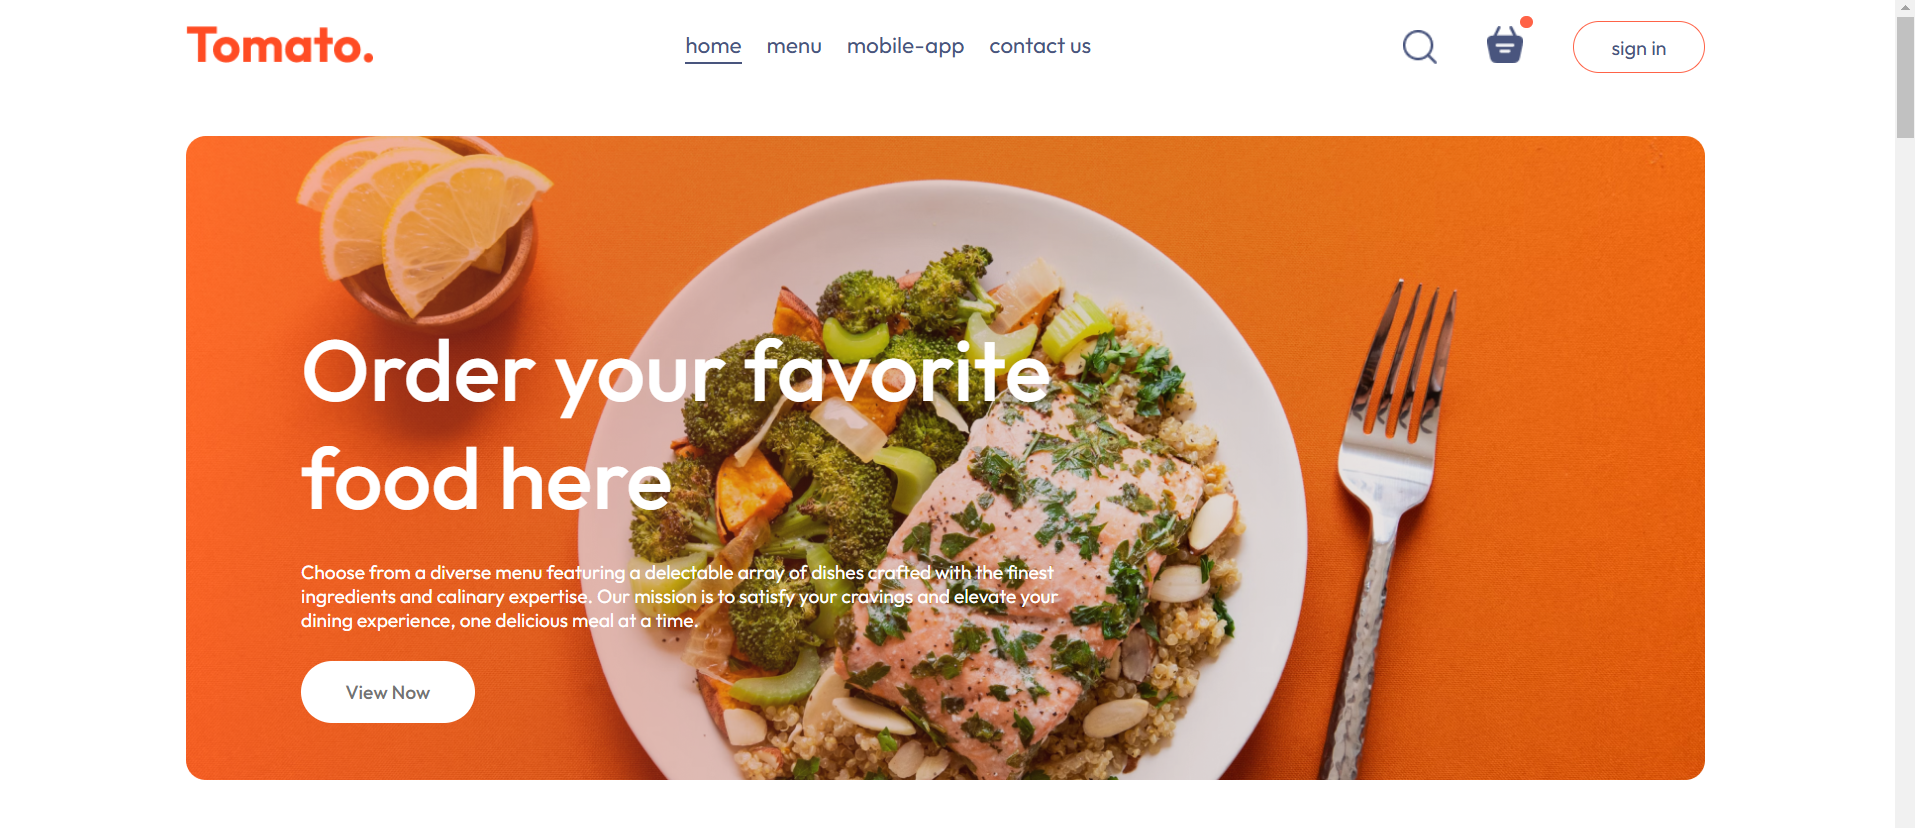 Tomato.
home menu mobile-app contact us
sign in
Order your favorite
food here
Choose from a diverse menu featuring a delectable array of dishes crafted with the finest
ingredients and calinary expertise. Our mission is to satisfy your cravings and elevate your
dining experience, one delicious meal at a time.
View Now